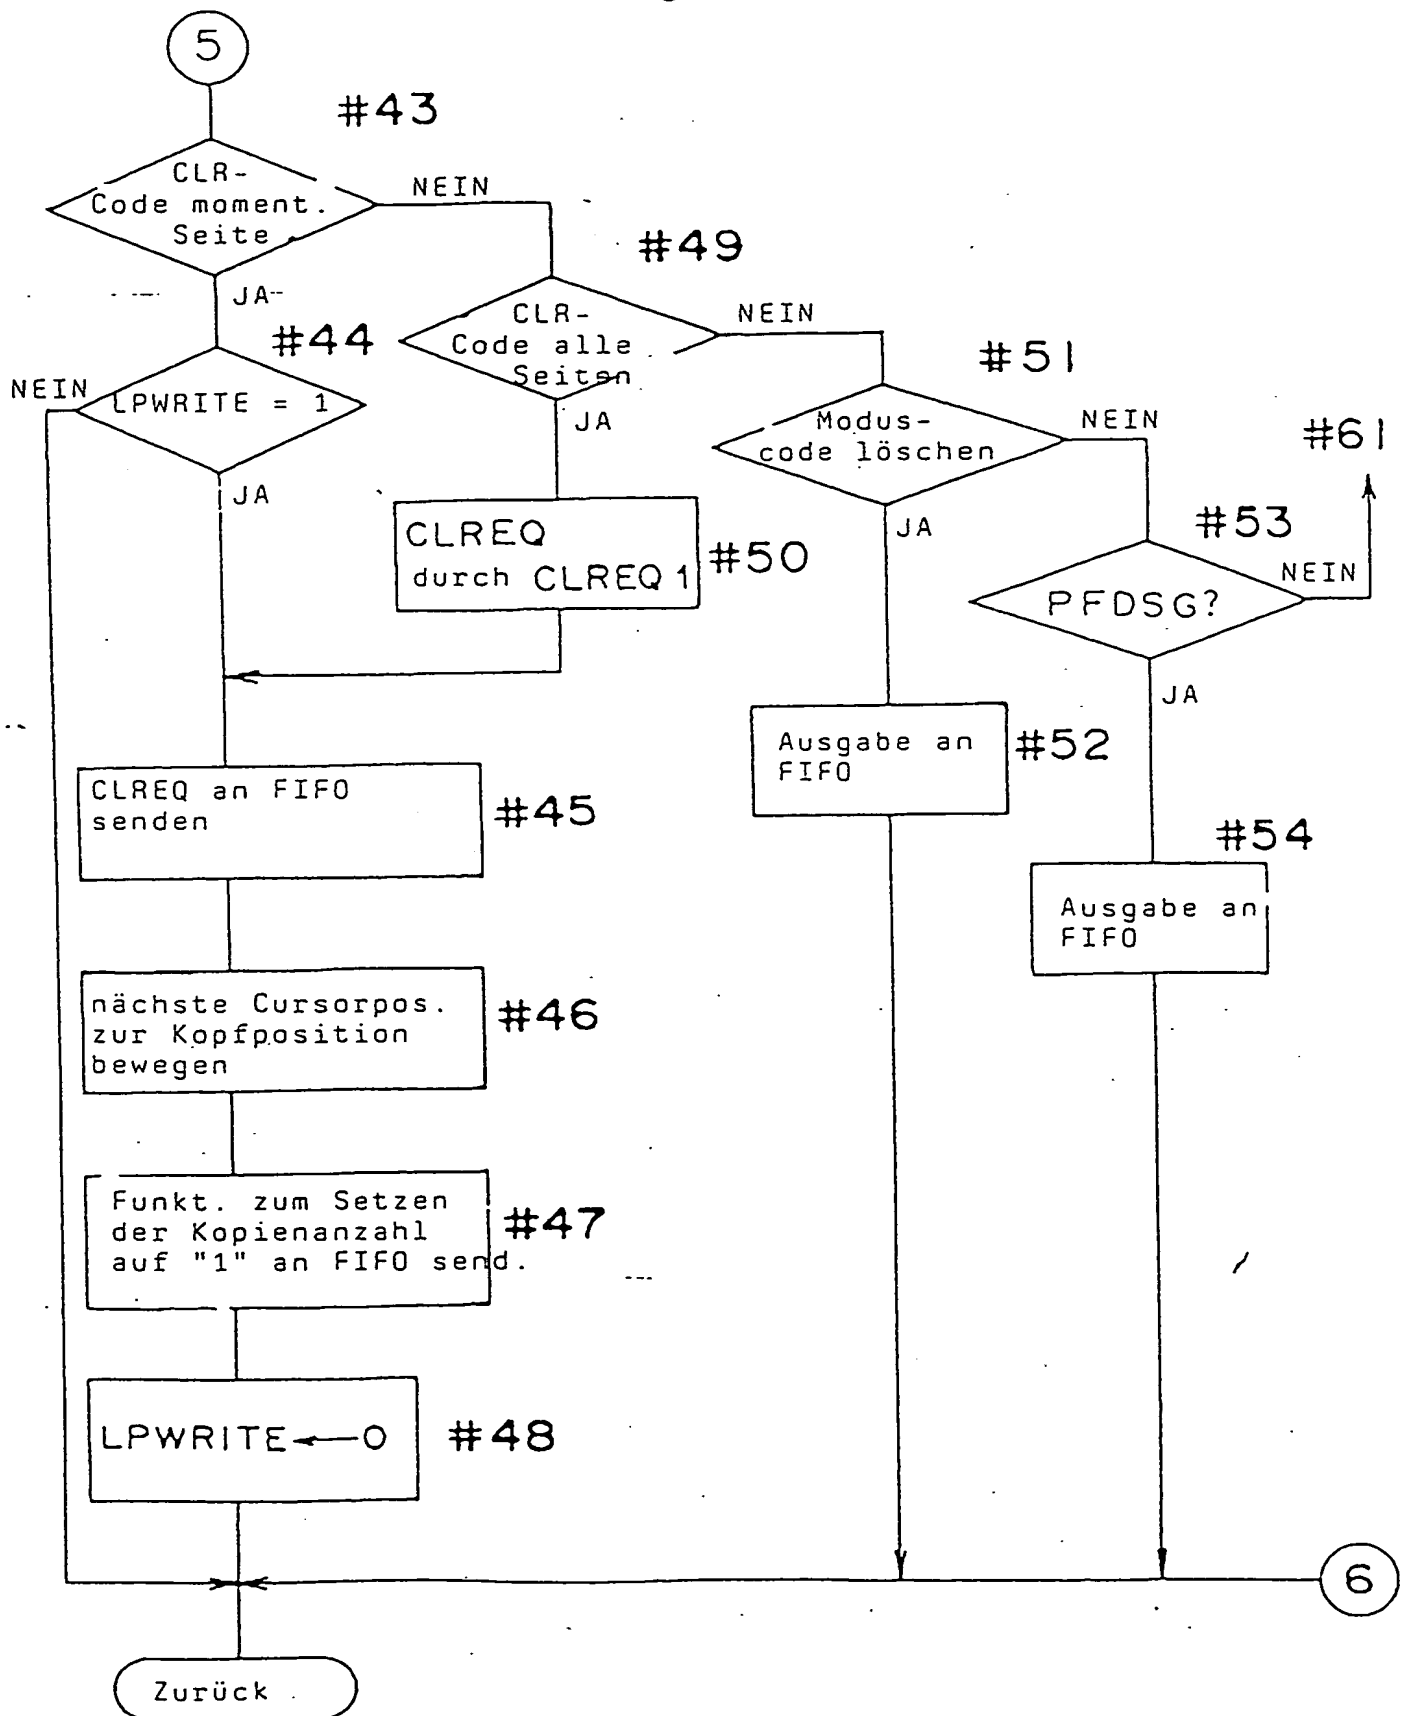 5
#43
CLR-
Code moment.
Seite
NEIN
JA
#49
CLR-
Code alle
Seiten
NEIN
JA
#44
NEIN
LPWRITE = 1
JA
#51
Modus-
code löschen
NEIN
JA
#61
#53
PFDSG?
NEIN
JA
CLREQ
durch CLREQ 1
#50
Ausgabe an
FIFO
#52
CLREQ an FIFO
senden
#45
#54
Ausgabe an
FIFO
nächste Cursorpos.
zur Kopfposition
bewegen
#46
Funkt. zum Setzen
der Kopienanzahl
auf "1" an FIFO send.
#47
LPWRITE←0
#48
6
Zurück